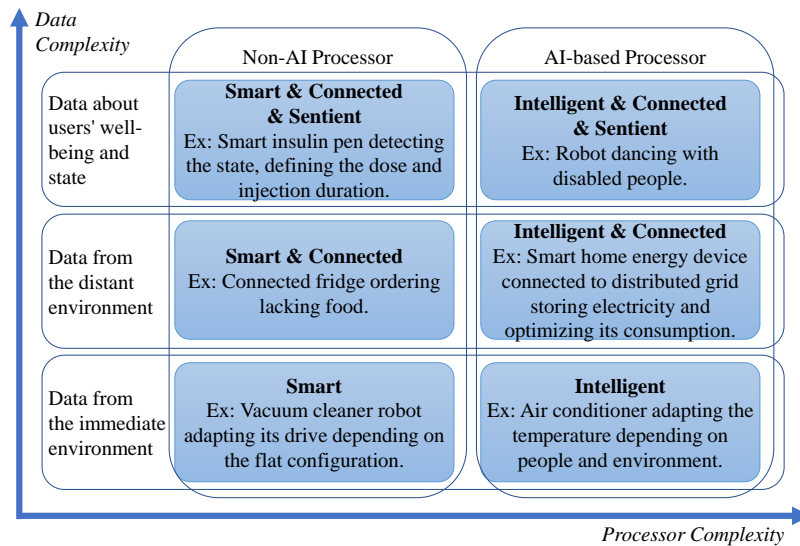 Data
Complexity
Non-AI Processor
AI-based Processor
Data about
users' well-
being and
state
Smart & Connected
& Sentient
Ex: Smart insulin pen detecting
the state, defining the dose and
injection duration.
Intelligent & Connected
& Sentient
Ex: Robot dancing with
disabled people.
Data from
the distant
environment
Smart & Connected
Ex: Connected fridge ordering
lacking food.
Intelligent & Connected
Ex: Smart home energy device
connected to distributed grid
storing electricity and
optimizing its consumption.
Data from
the immediate
environment
Smart
Ex: Vacuum cleaner robot
adapting its drive depending on
the flat configuration.
Intelligent
Ex: Air conditioner adapting the
temperature depending on
people and environment.
Processor Complexity